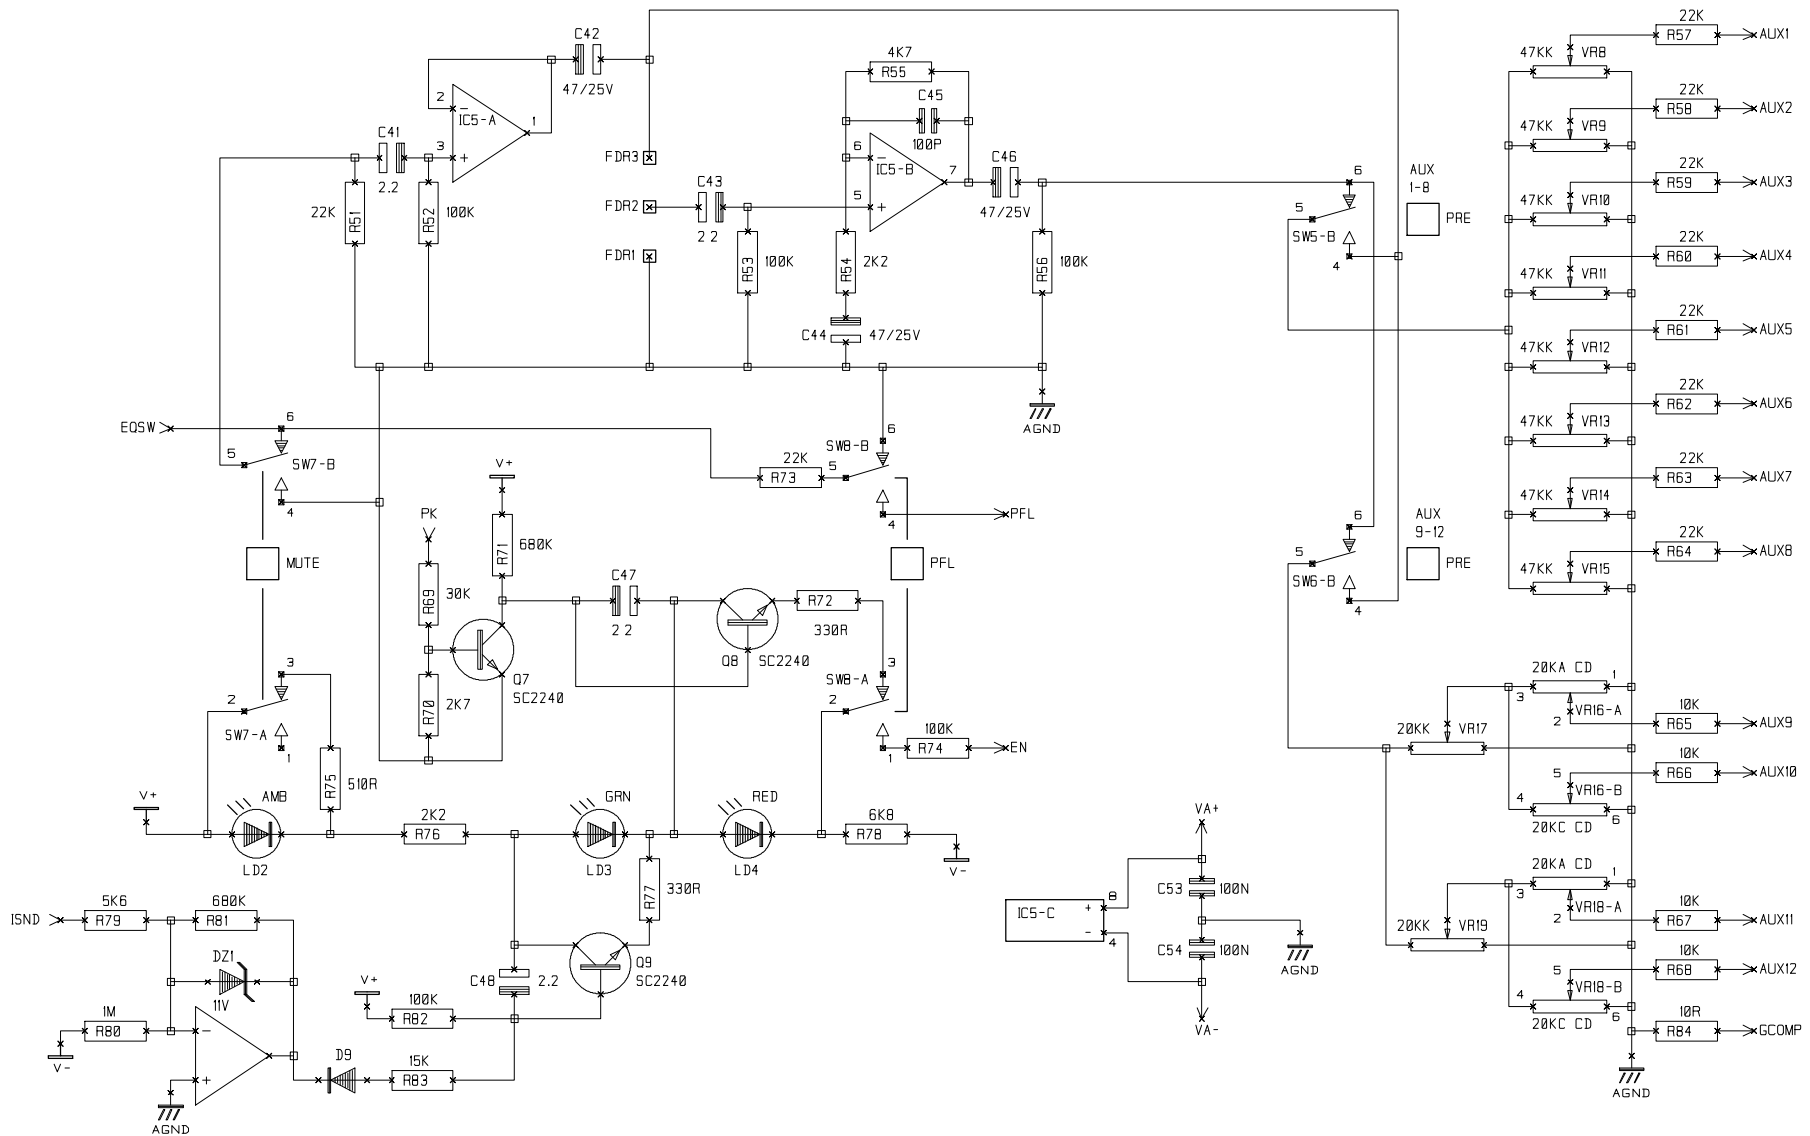 C42
47/25V
2
IC5-A
1
C41
3
2.2
22K
R51
R52
100K
FDR3
FDR2
FDR1
4K7
R55
C45
100P
6
IC5-B
7
5
C46
47/25V
C43
2 2
R53
100K
R54
2K2
C44
47/25V
R56
100K
AGND
6
5
SW5-B
4
AUX
1-8
PRE
6
5
SW6-B
4
AUX
9-12
PRE
EQSW
6
5
SW7-B
4
MUTE
3
2
SW7-A
1
V+
R71
680K
PK
R69
30K
R70
2K7
Q7
SC2240
C47
2 2
Q8
SC2240
R72
330R
22K
R73
6
SW8-B
5
4
PFL
PFL
3
SW8-A
2
1
100K
R74
EN
V+
AMB
LD2
R75
510R
2K2
R76
GRN
LD3
RED
LD4
6K8
R78
V-
R77
330R
ISND
5K6
R79
680K
R81
DZ1
11V
1M
R80
V-
AGND
V+
100K
R82
C48
2.2
Q9
SC2240
D9
15K
R83
VA+
IC5-C
+
8
-
4
C53
100N
C54
100N
AGND
VA-
47KK
VR8
22K
R57
AUX1
47KK
VR9
22K
R58
AUX2
47KK
VR10
22K
R59
AUX3
47KK
VR11
22K
R60
AUX4
47KK
VR12
22K
R61
AUX5
47KK
VR13
22K
R62
AUX6
47KK
VR14
22K
R63
AUX7
47KK
VR15
22K
R64
AUX8
20KA CD
1
3
2
VR16-A
10K
R65
AUX9
20KK
VR17
5
VR16-B
4
6
20KC CD
10K
R66
AUX10
20KA CD
1
3
2
VR18-A
10K
R67
AUX11
20KK
VR19
5
VR18-B
4
6
20KC CD
10K
R68
AUX12
10R
R84
GCOMP
AGND